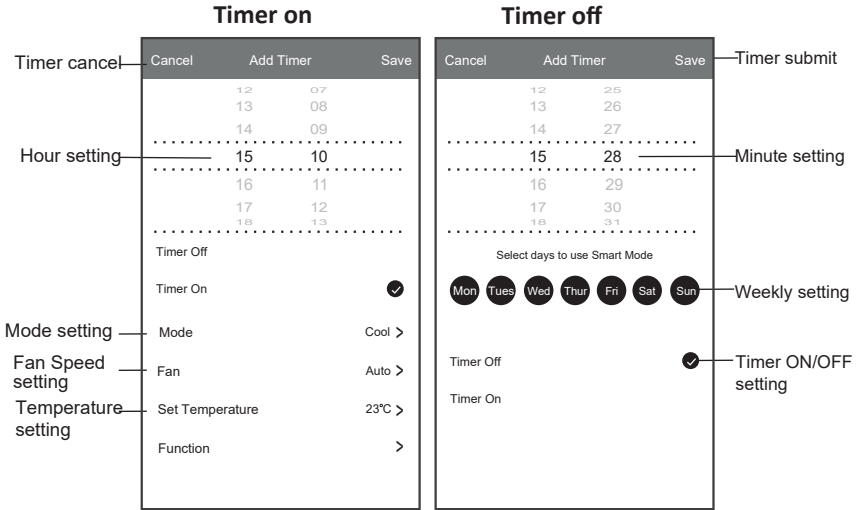 Timer on
Timer cancel
Cancel Add Timer Save
12 07
13 08
14 09
Hour setting
15 10
16 11
17 12
18 13
Timer Off
Timer On
Mode setting
Mode Cool >
Fan Speed
setting
Fan Auto >
Temperature
setting
Set Temperature 23℃ >
Function >
Timer off
Cancel Add Timer Save
Timer submit
12 25
13 26
14 27
15 28
Minute setting
16 29
17 30
18 31
Select days to use Smart Mode
Mon Tues Wed Thur Fri Sat Sun
Weekly setting
Timer Off
Timer ON/OFF
setting
Timer On